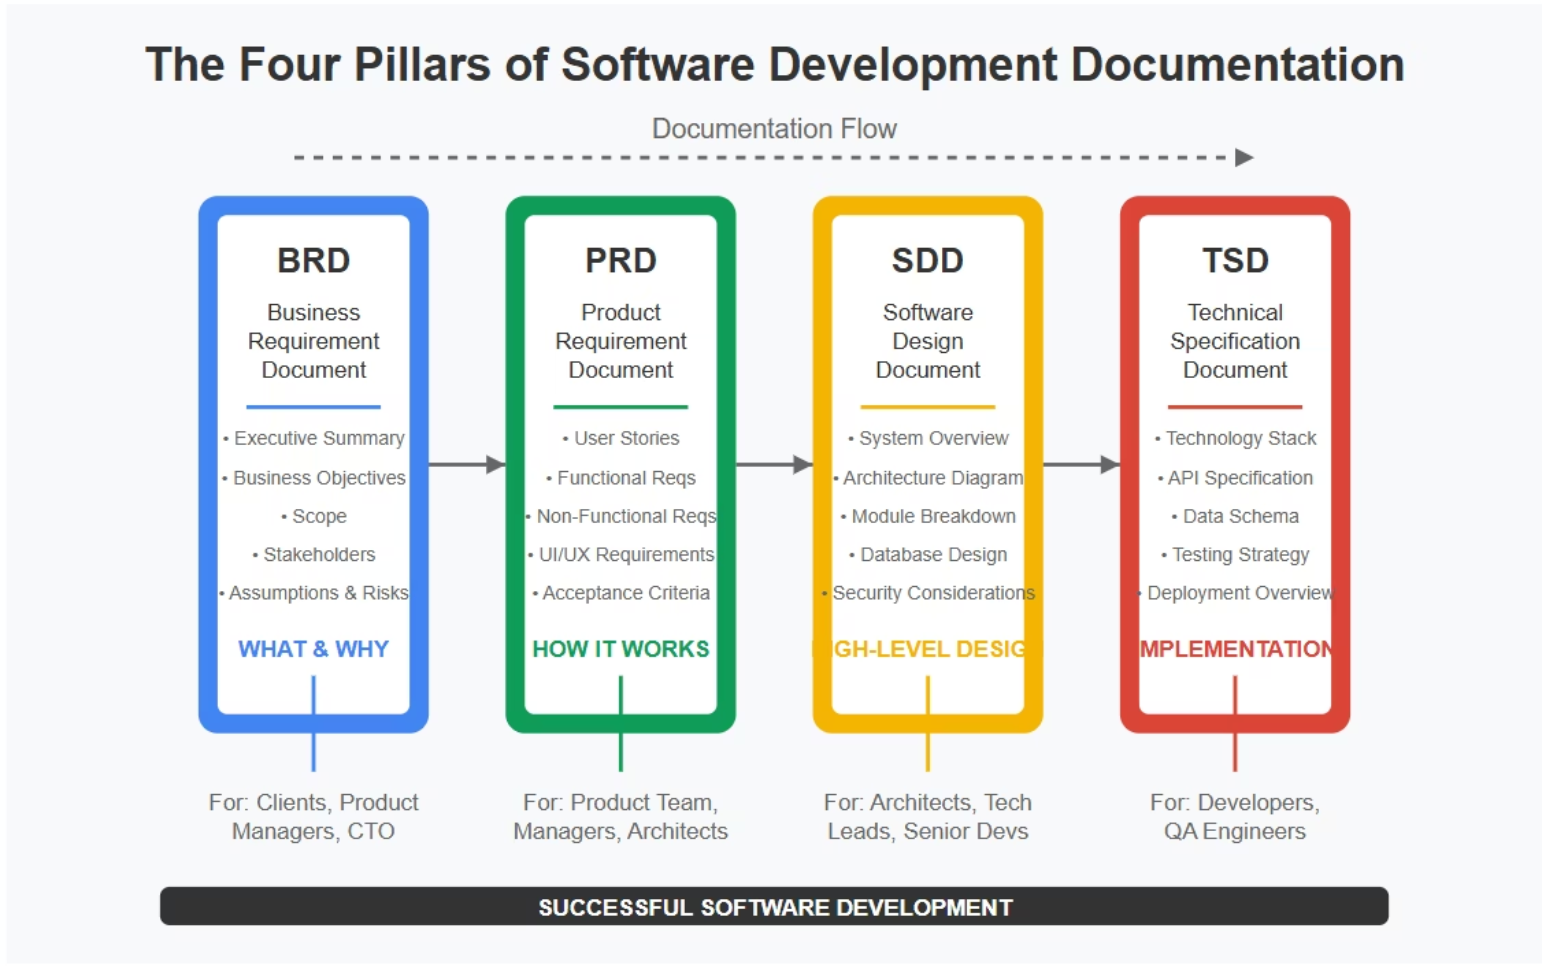 The Four Pillars of Software Development Documentation
Documentation Flow
BRD
Business
Requirement
Document
• Executive Summary
• Business Objectives
• Scope
• Stakeholders
• Assumptions & Risks
WHAT & WHY
For: Clients, Product
Managers, CTO
PRD
Product
Requirement
Document
• User Stories
• Functional Reqs
• Non-Functional Reqs
• UI/UX Requirements
• Acceptance Criteria
HOW IT WORKS
For: Product Team,
Managers, Architects
SDD
Software
Design
Document
• System Overview
• Architecture Diagram
• Module Breakdown
• Database Design
• Security Considerations
HIGH-LEVEL DESIGN
For: Architects, Tech
Leads, Senior Devs
TSD
Technical
Specification
Document
• Technology Stack
• API Specification
• Data Schema
• Testing Strategy
• Deployment Overview
IMPLEMENTATION
For: Developers,
QA Engineers
SUCCESSFUL SOFTWARE DEVELOPMENT